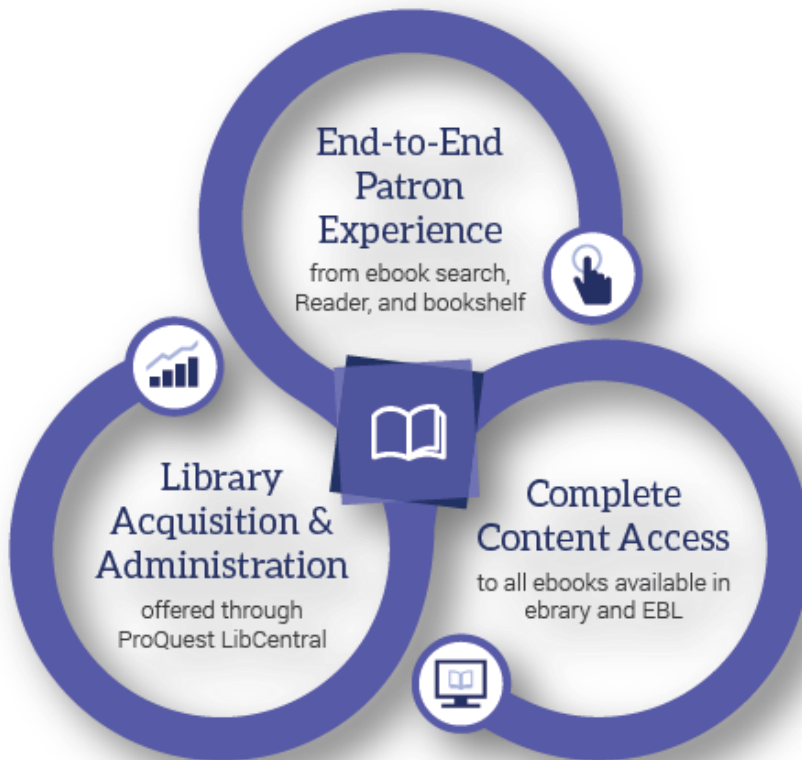 End-to-End
Patron
Experience
from ebook search,
Reader, and bookshelf
Library
Acquisition &
Administration
offered through
ProQuest LibCentral
Complete
Content Access
to all ebooks available in
ebrary and EBL